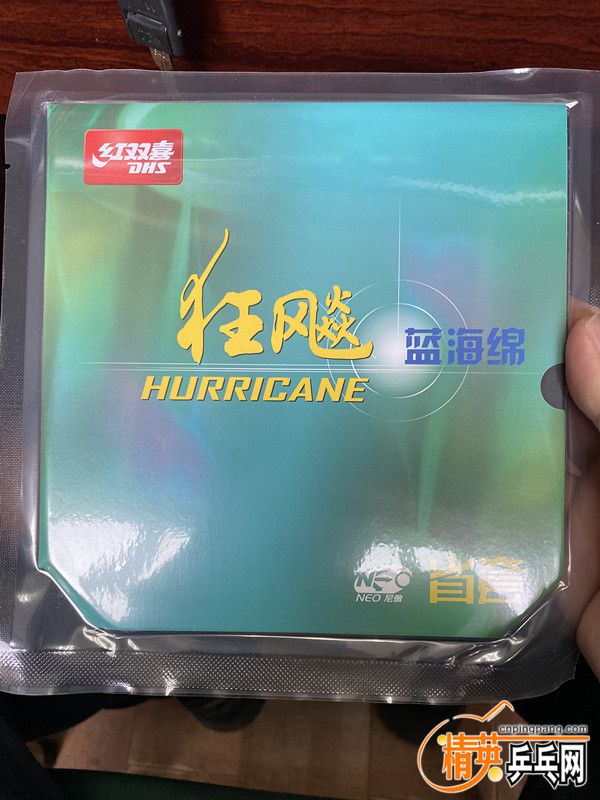 红双喜
DHS
狂飚
蓝海绵
HURRICANE
NEO
NEO 尼傲
省套
cnpingpang.com
精英乒乓网